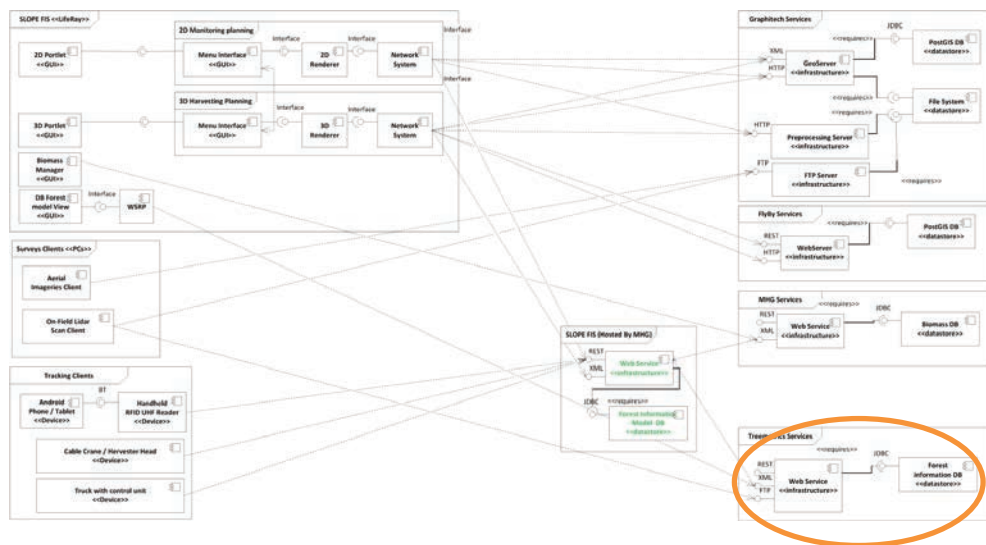 SLOPE FIS <<LifeRay>>
2D Portlet
<<GUI>>
2D Monitoring planning
Menu Interface
<<GUI>>
Interface
2D
Renderer
Interface
Network
System
Interface
Interface
3D Portlet
<<GUI>>
3D Harvesting Planning
Menu Interface
<<GUI>>
Interface
3D
Renderer
Interface
Network
System
Biomass
Manager
<<GUI>>
DB Forest
model View
<<GUI>>
Interface
WSRP
Surveys Clients <<PCs>>
Aerial
Imageries Client
On-Field Lidar
Scan Client
Tracking Clients
Android
Phone / Tablet
<<Device>>
BT
Handheld
RFID UHF Reader
<<Device>>
Cable Crane / Hervester Head
<<Device>>
Truck with control unit
<<Device>>
SLOPE FIS (Hosted By MHG)
REST
XML
Web Service
<<infrastructure>>
JDBC
<<requires>>
Forest Information
Model DB
<<datastore>>
Graphitech Services
XML
HTTP
GeoServer
<<infrastructure>>
<<requires>>
JDBC
PostGIS DB
<<datastore>>
<<requires>>
File System
<<datastore>>
<<requires>>
HTTP
Preprocessing Server
<<infrastructure>>
FTP
FTP Server
<<infrastructure>>
<<requires>>
FlyBy Services
REST
HTTP
WebServer
<<infrastructure>>
<<requires>>
PostGIS DB
<<datastore>>
MHG Services
REST
XML
Web Service
<<infrastructure>>
<<requires>>
JDBC
Biomass DB
<<datastore>>
Treemetrics Services
REST
XML
FTP
Web Service
<<infrastructure>>
<<requires>>
JDBC
Forest
information DB
<<datastore>>